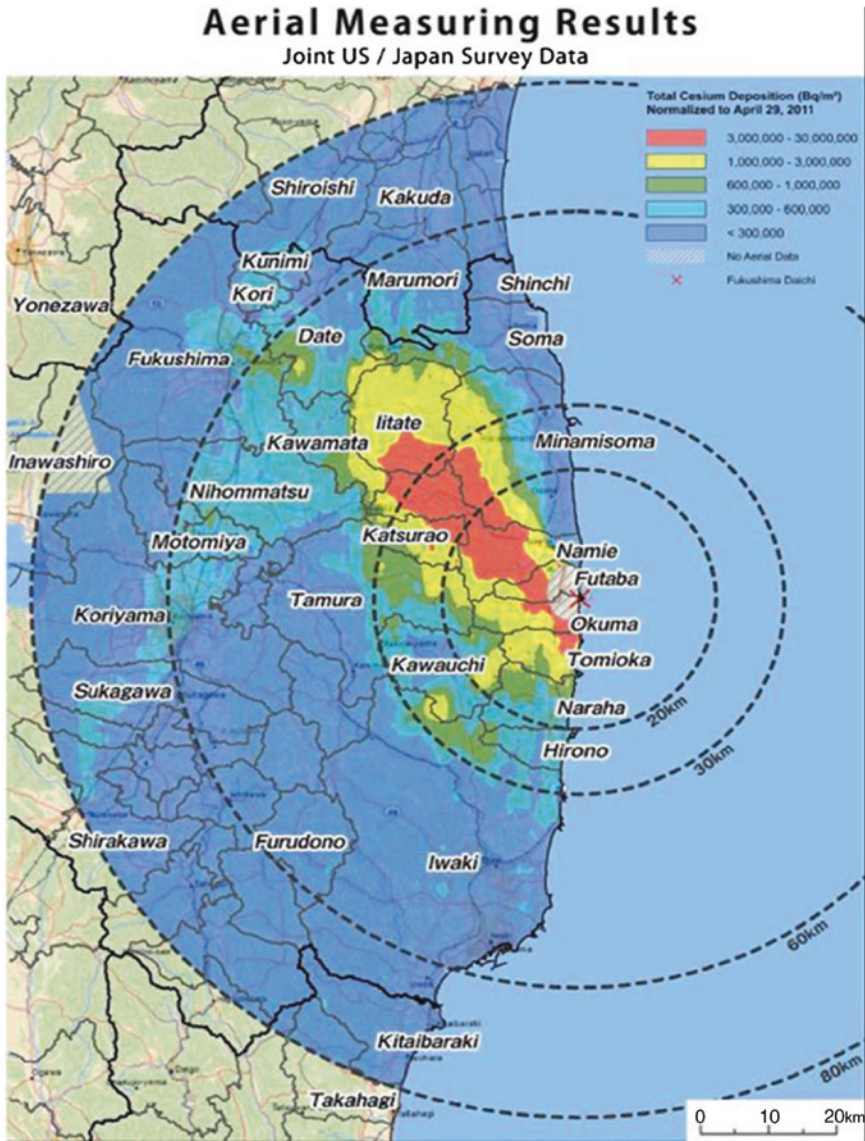 Aerial Measuring Results
Joint US / Japan Survey Data
Total Cesium Deposition (Bq/m²)
Normalized to April 29, 2011
3,000,000 - 30,000,000
1,000,000 - 3,000,000
600,000 - 1,000,000
300,000 - 600,000
< 300,000
No Aerial Data
Fukushima Daiichi
Shiroishi
Kakuda
Kunimi
Marumori
Shinchi
Yonezawa
Kori
Date
Soma
Fukushima
Iitate
Minamisoma
Inawashiro
Kawamata
Nihommatsu
Motomiya
Katsurao
Namie
Futaba
Koriyama
Tamura
Okuma
Kawauchi
Tomioka
Sukagawa
Naraha
20km
Hirono
30km
Shirakawa
Furudono
Iwaki
60km
Kitaibaraki
80km
Takahagi
0 10 20km